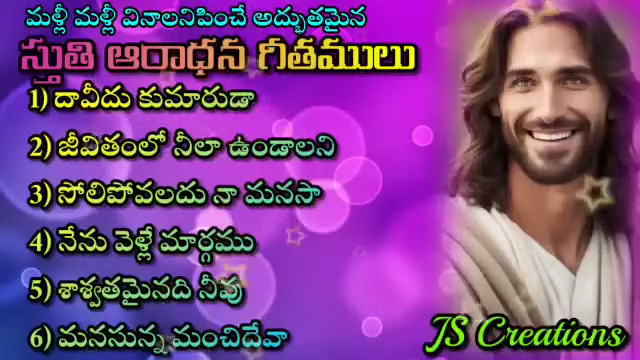 మళ్లీ మళ్లీ వినాలనిపించే అద్భుతమైన
స్తుతి ఆరాధన గీతములు
1) దావీదు కుమారుడా
2) జీవితంలో నీలా ఉండాలని
3) సోలిపోవలదు నా మనసా
4) నేను వెళ్లే మార్గము
5) శాశ్వతమైనది నీవు
6) మనసున్న మంచిదేవా
JS Creations